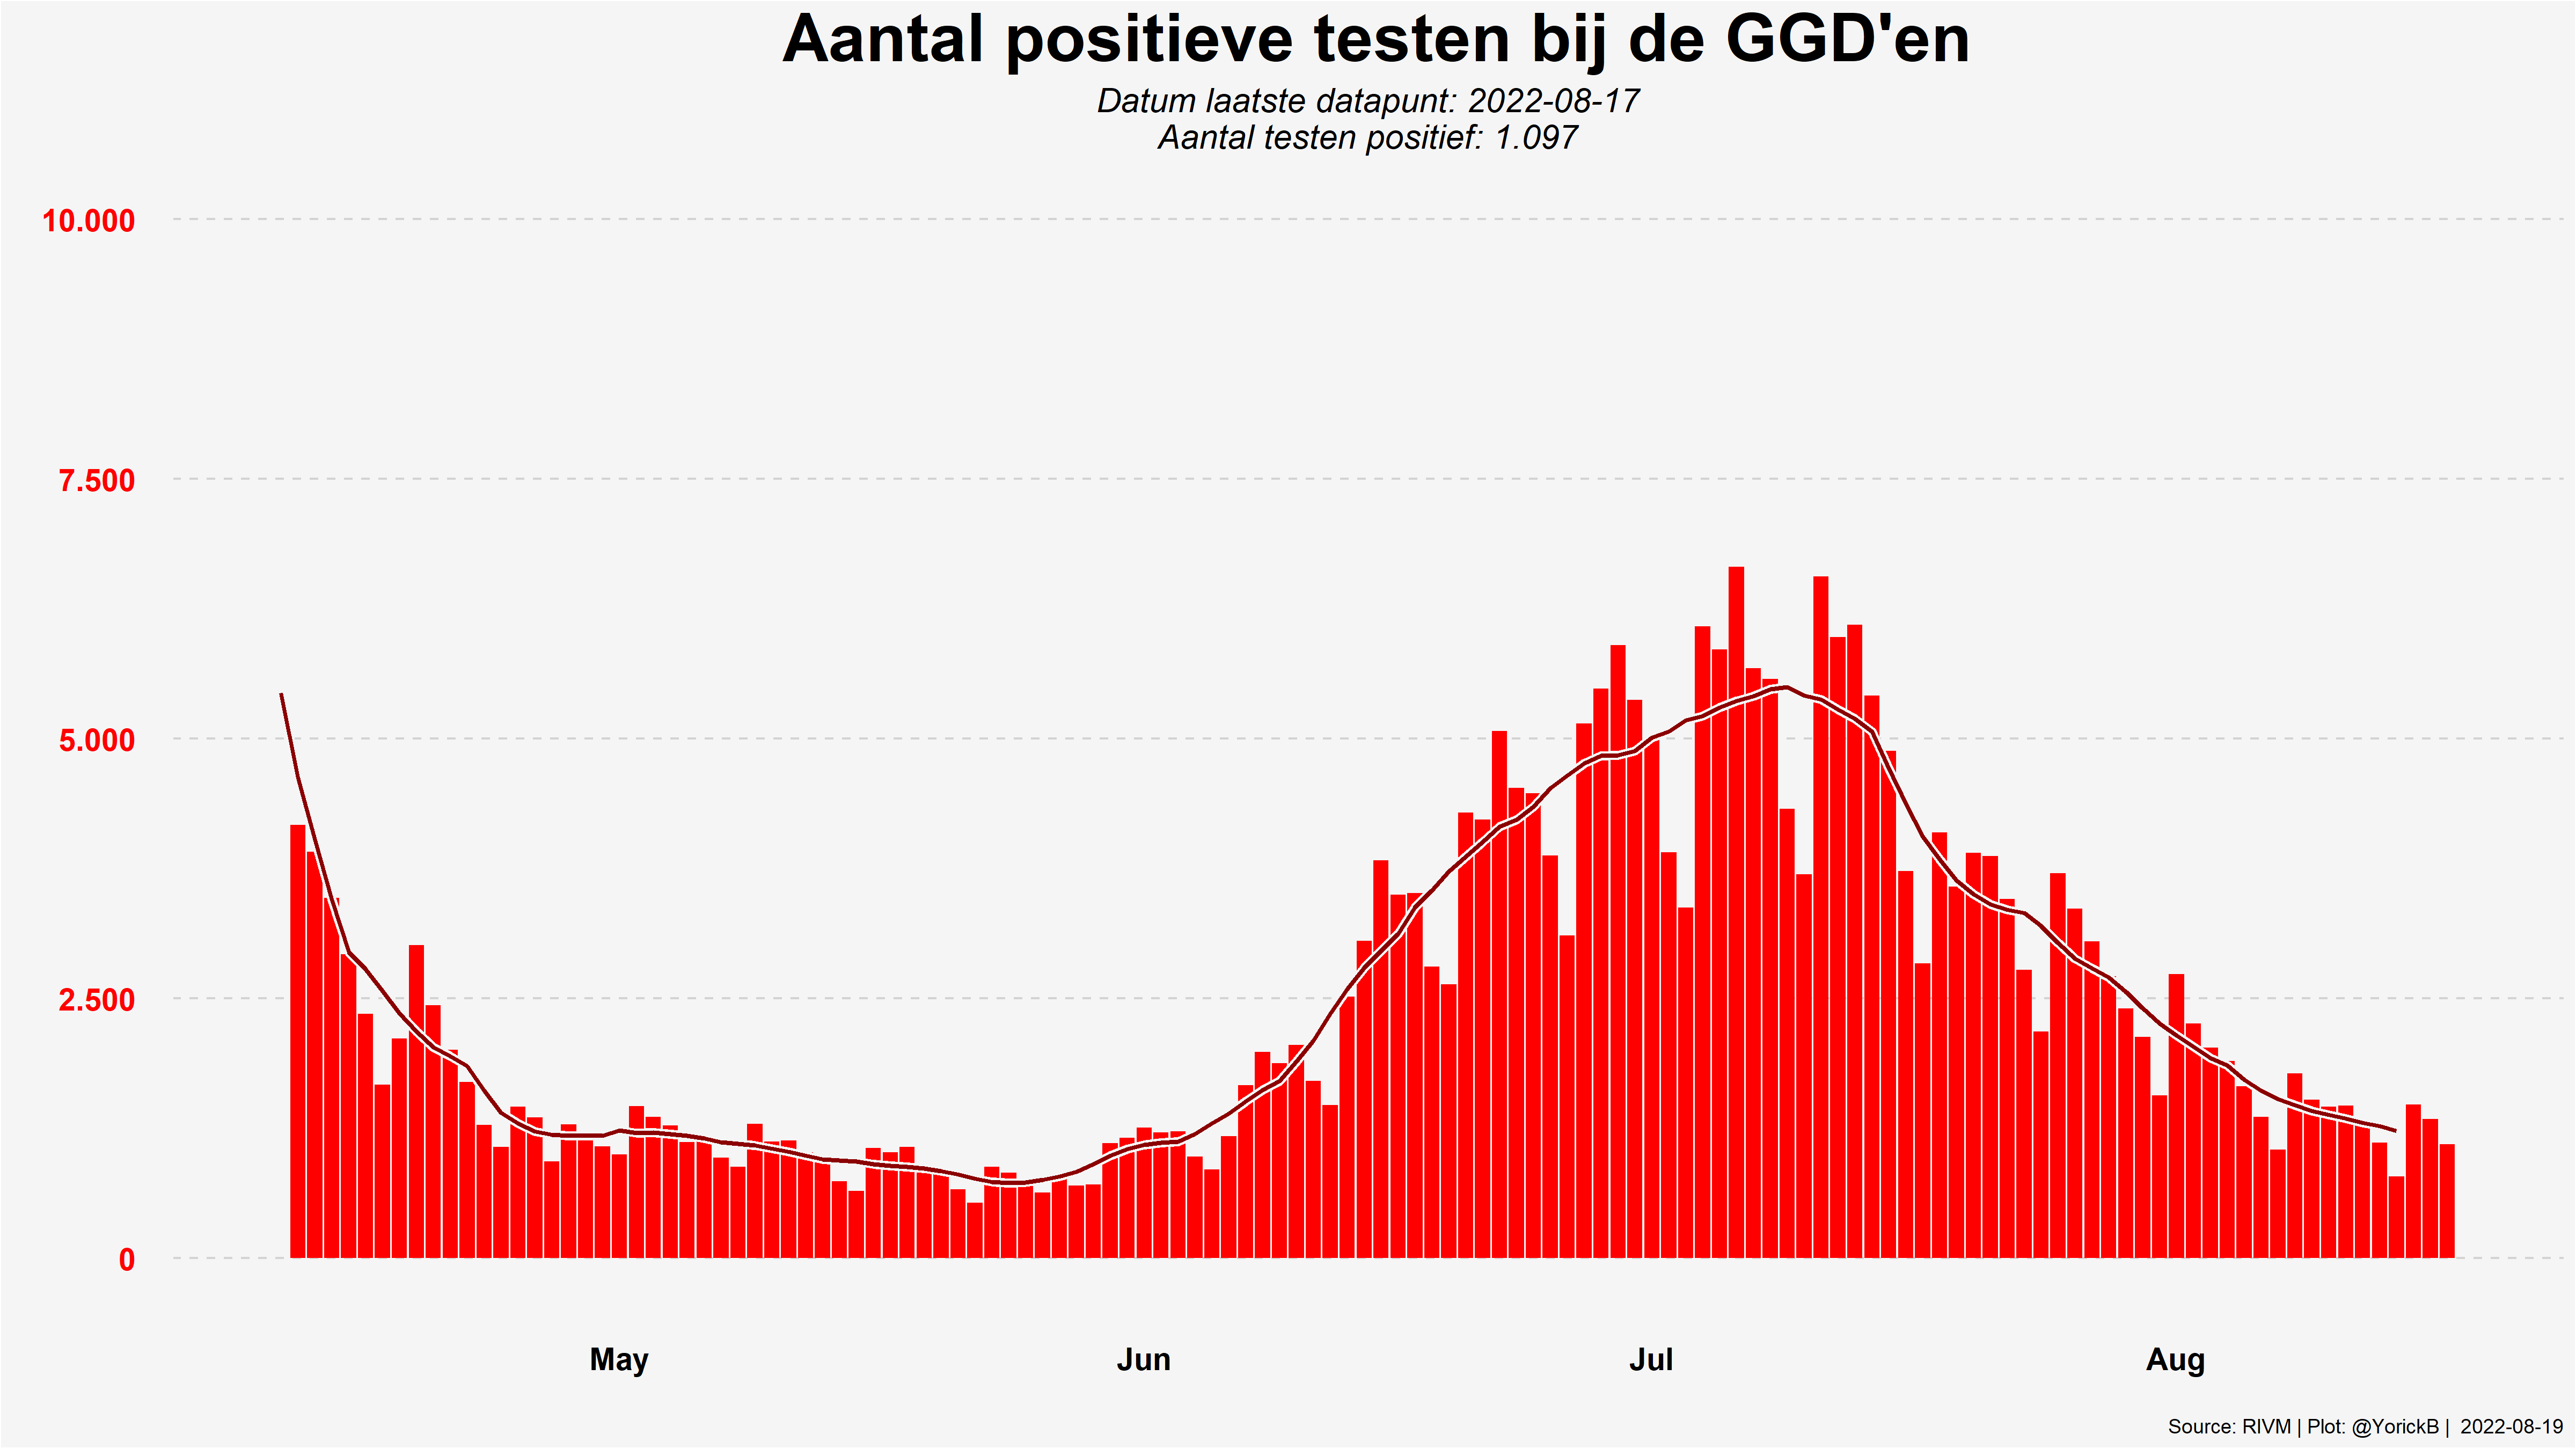 Aantal positieve testen bij de GGD'en
Datum laatste datapunt: 2022-08-17
Aantal testen positief: 1.097
10.000
7.500
5.000
2.500
0
May Jun Jul Aug
Source: RIVM | Plot: @YorickB | 2022-08-19